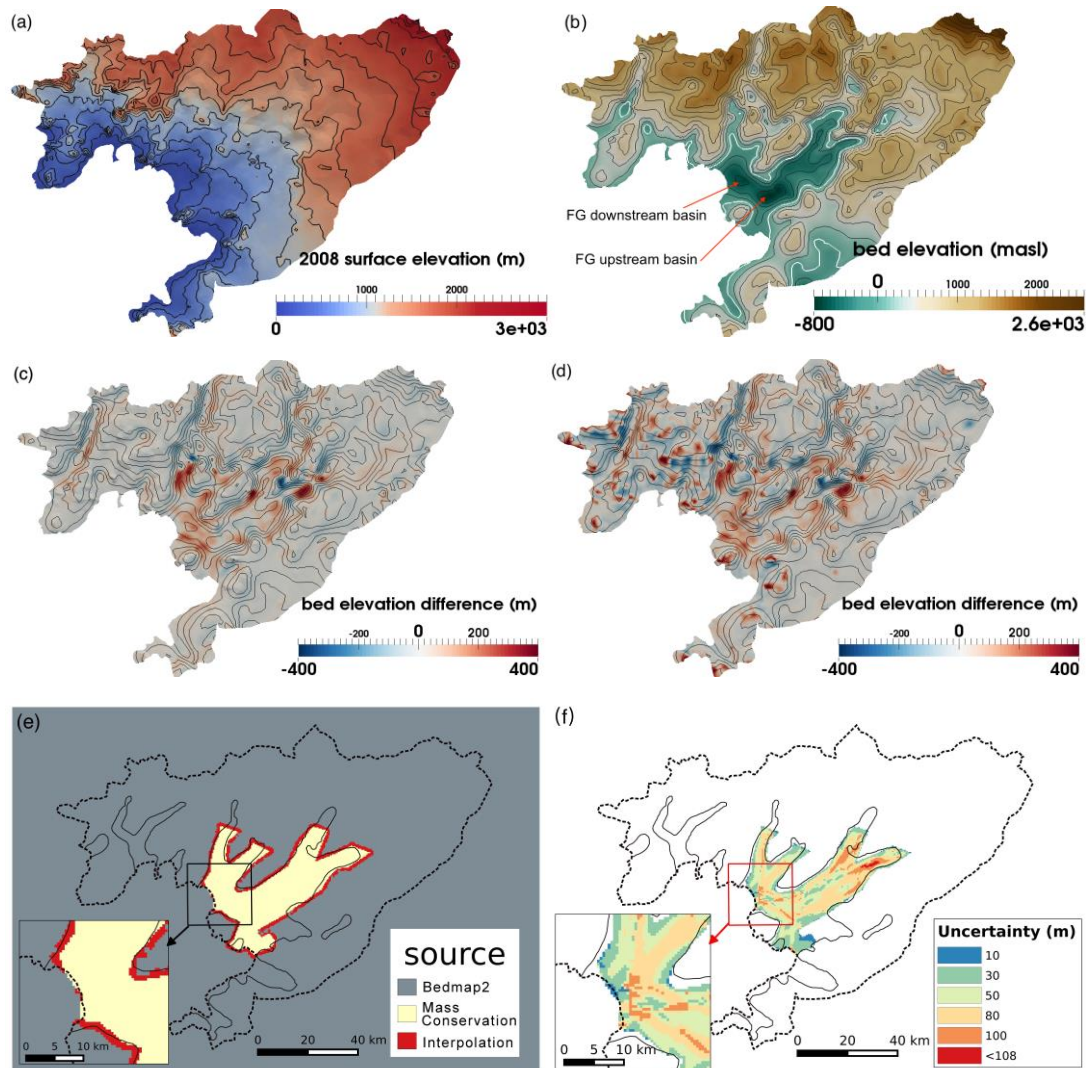 (a)
2008 surface elevation (m)
1000 2000
0 3e+03
(b)
FG downstream basin
FG upstream basin
bed elevation (masl)
0 1000 2000
-800 2.6e+03
(c)
bed elevation difference (m)
-200 0 200
-400 400
(d)
bed elevation difference (m)
-200 0 200
-400 400
(e)
source
Bedmap2
Mass
Conservation
Interpolation
0 5 10 km
0 20 40 km
(f)
Uncertainty (m)
10
30
50
80
100
<108
0 5 10 km
0 20 40 km